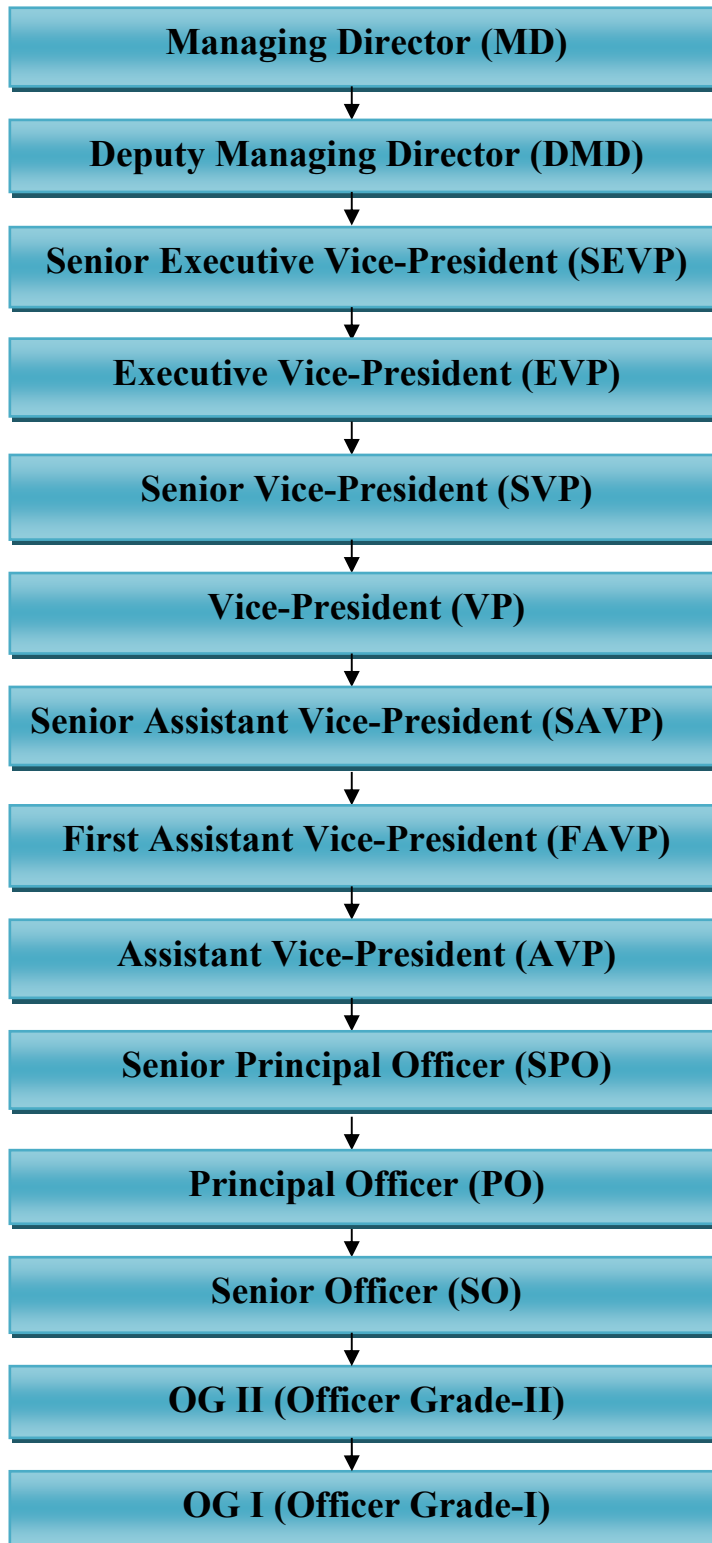 Managing Director (MD)
Deputy Managing Director (DMD)
Senior Executive Vice-President (SEVP)
Executive Vice-President (EVP)
Senior Vice-President (SVP)
Vice-President (VP)
Senior Assistant Vice-President (SAVP)
First Assistant Vice-President (FAVP)
Assistant Vice-President (AVP)
Senior Principal Officer (SPO)
Principal Officer (PO)
Senior Officer (SO)
OG II (Officer Grade-II)
OG I (Officer Grade-I)